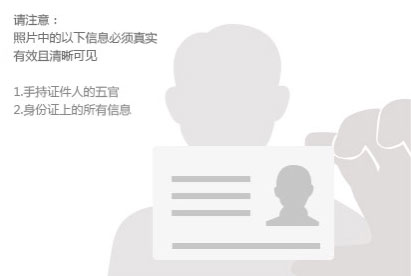 请注意：
照片中的以下信息必须真实
有效且清晰可见
1.手持证件人的五官
2.身份证上的所有信息